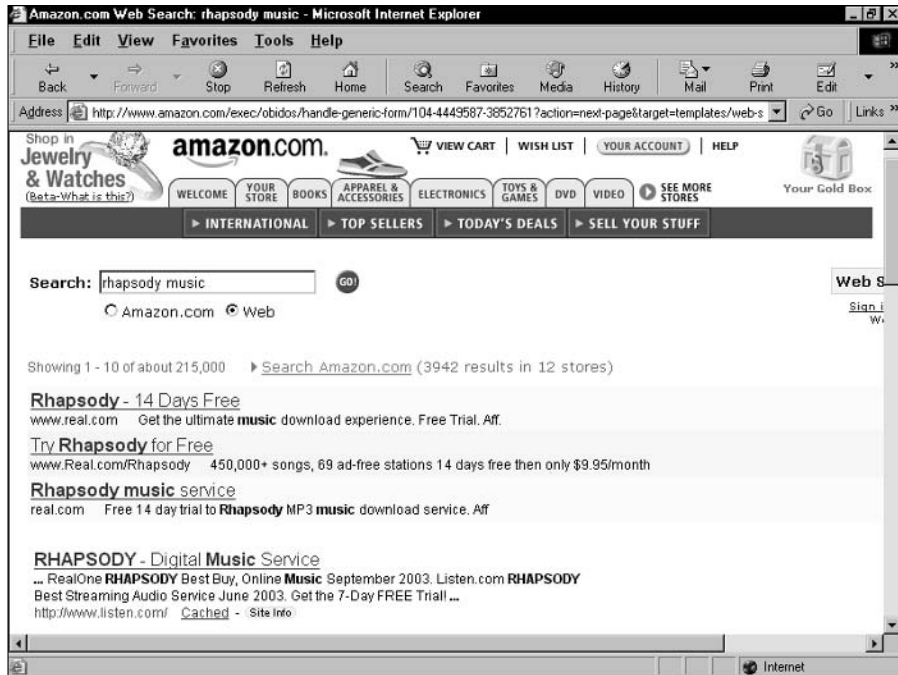 Amazon.com Web Search: rhapsody music - Microsoft Internet Explorer
File Edit View Favorites Tools Help
Back Forward Stop Refresh Home Search Favorites Media History Mail Print Edit
Address http://www.amazon.com/exec/obidos/handle-generic-form/104-4449587-3852761?action=next-page&target=templates/web-s Go Links
Shop in
Jewelry
& Watches
(Beta-What is this?)
amazon.com.
VIEW CART | WISH LIST | YOUR ACCOUNT | HELP
WELCOME YOUR STORE BOOKS APPAREL & ACCESSORIES ELECTRONICS TOYS & GAMES DVD VIDEO SEE MORE STORES
Your Gold Box
INTERNATIONAL TOP SELLERS TODAY'S DEALS SELL YOUR STUFF
Search: rhapsody music GO!
Web S
Amazon.com Web
Sign i
W
Showing 1 - 10 of about 215,000 Search Amazon.com (3942 results in 12 stores)
Rhapsody - 14 Days Free
www.real.com Get the ultimate music download experience. Free Trial. Aff.
Try Rhapsody for Free
www.Real.com/Rhapsody 450,000+ songs, 69 ad-free stations 14 days free then only $9.95/month
Rhapsody music service
real.com Free 14 day trial to Rhapsody MP3 music download service. Aff
RHAPSODY - Digital Music Service
... RealOne RHAPSODY Best Buy, Online Music September 2003. Listen.com RHAPSODY
Best Streaming Audio Service June 2003. Get the 7-Day FREE Trial! ...
http://www.listen.com/ Cached - Site Info
Internet